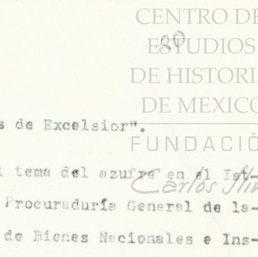 CENTRO DE
ESTUDIOS
DE HISTORI
DE MEXICO
FUNDACIÓ
Carlos Slim
s de Excelsior".
tema del azufre en el Ist-
Procuraduría General de la-
de Bienes Nacionales e Ins-